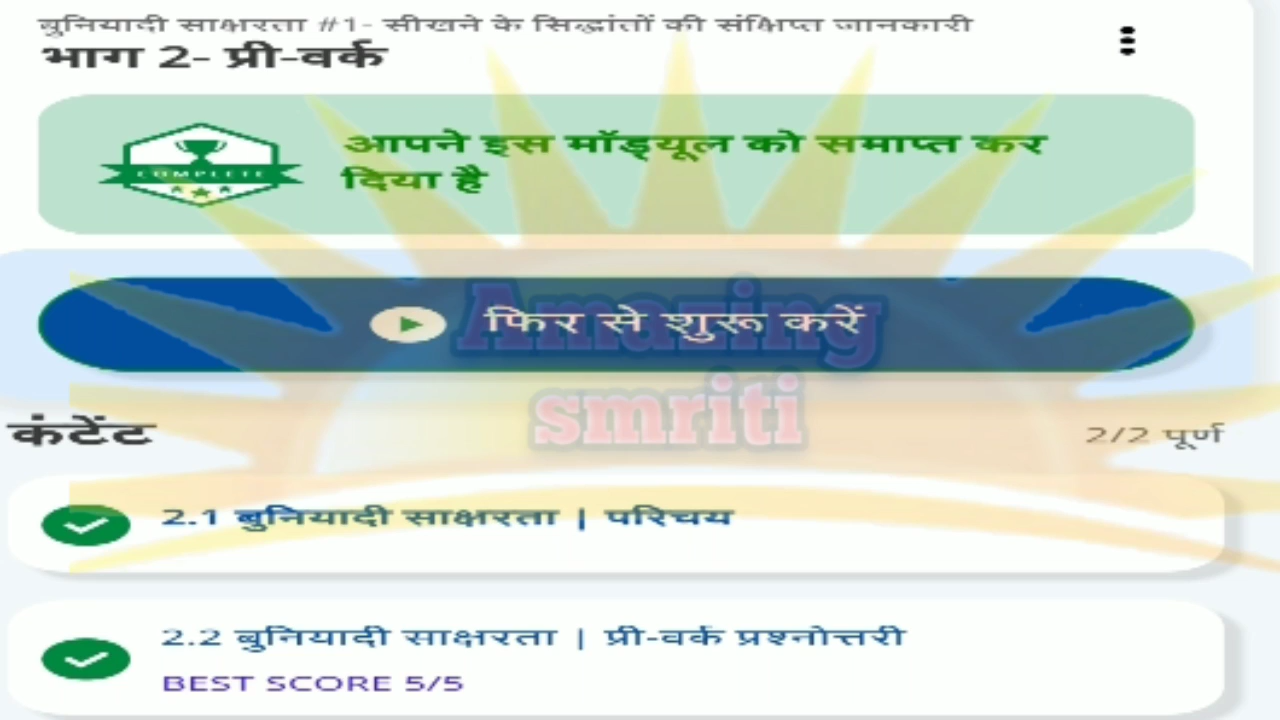 बुनियादी साक्षरता #1- सीखने के सिद्धांतों की संक्षिप्त जानकारी
भाग 2- प्री-वर्क
COMPLETE
आपने इस मॉड्यूल को समाप्त कर
दिया है
Amazing
फिर से शुरू करें
smriti
कंटेंट
2/2 पूर्ण
2.1 बुनियादी साक्षरता | परिचय
2.2 बुनियादी साक्षरता | प्री-वर्क प्रश्नोत्तरी
BEST SCORE 5/5